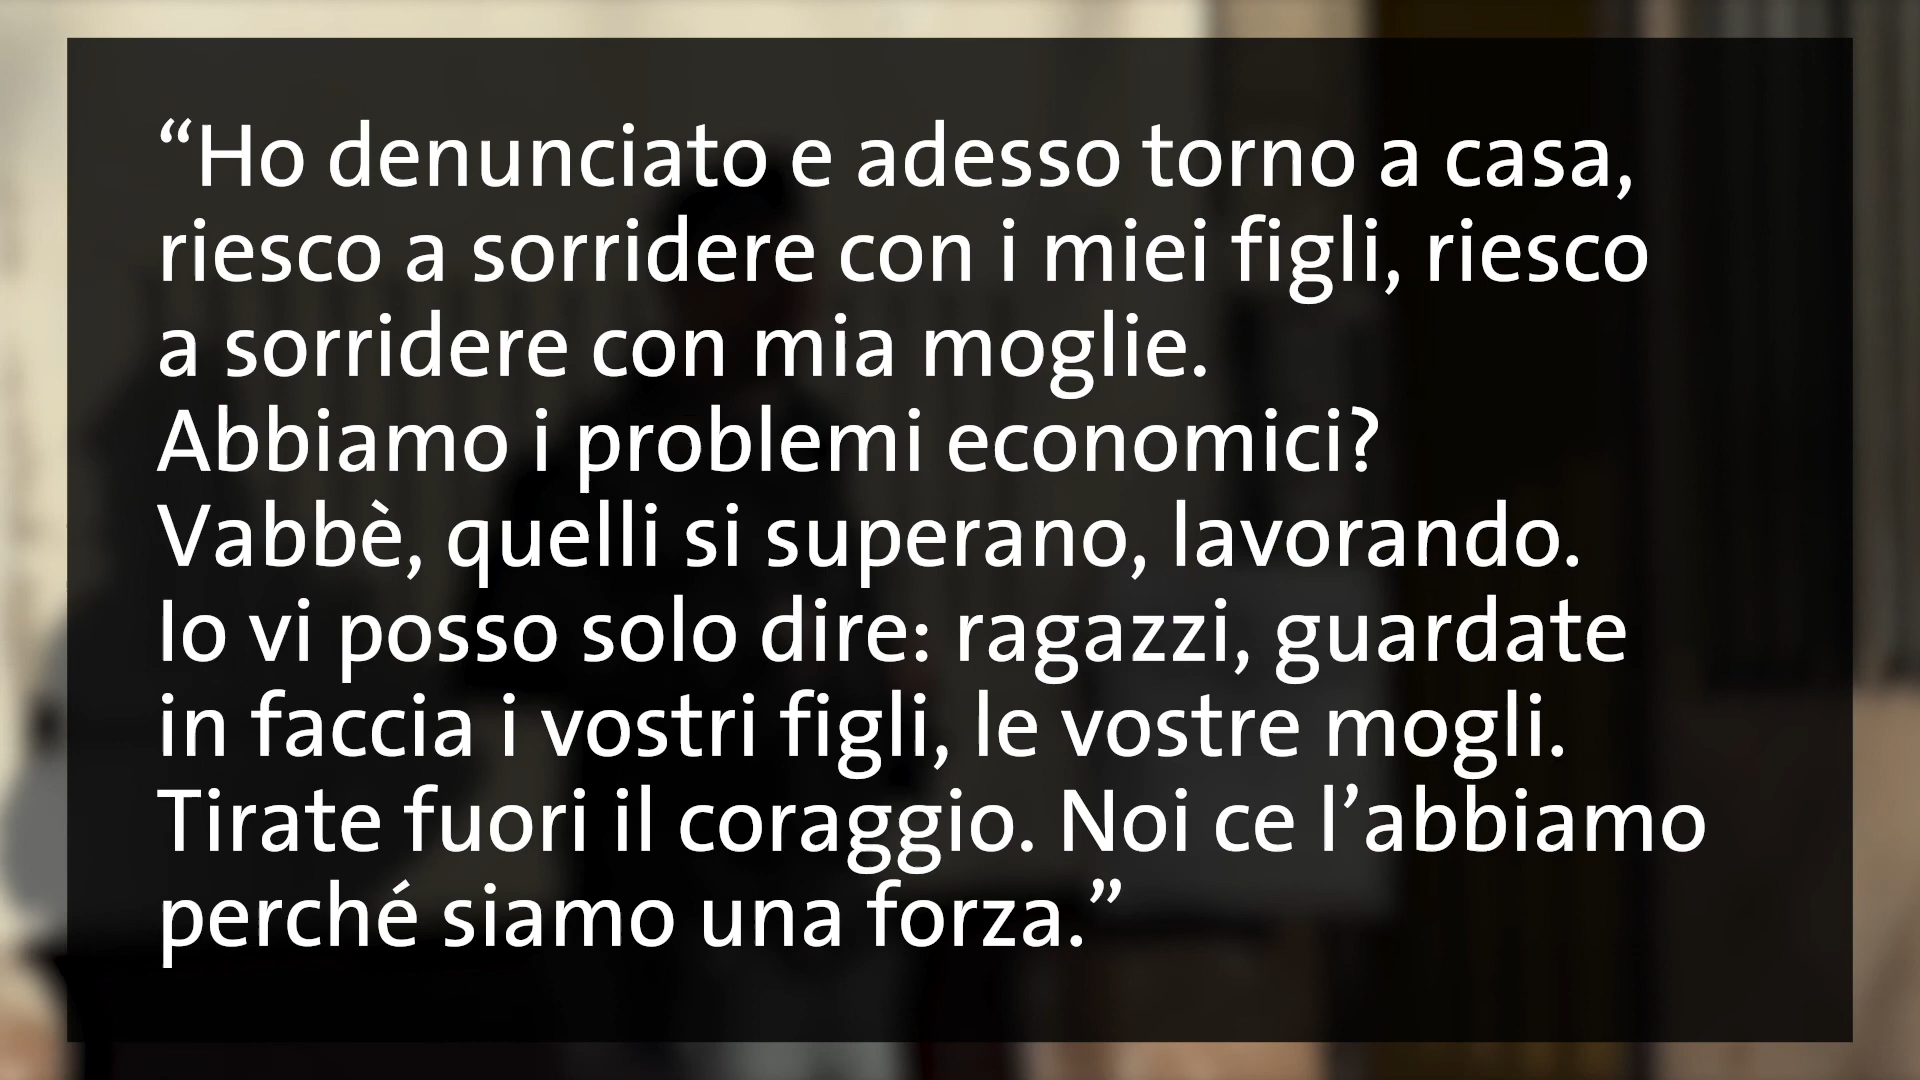 “Ho denunciato e adesso torno a casa,
riesco a sorridere con i miei figli, riesco
a sorridere con mia moglie.
Abbiamo i problemi economici?
Vabbè, quelli si superano, lavorando.
Io vi posso solo dire: ragazzi, guardate
in faccia i vostri figli, le vostre mogli.
Tirate fuori il coraggio. Noi ce l’abbiamo
perché siamo una forza.”